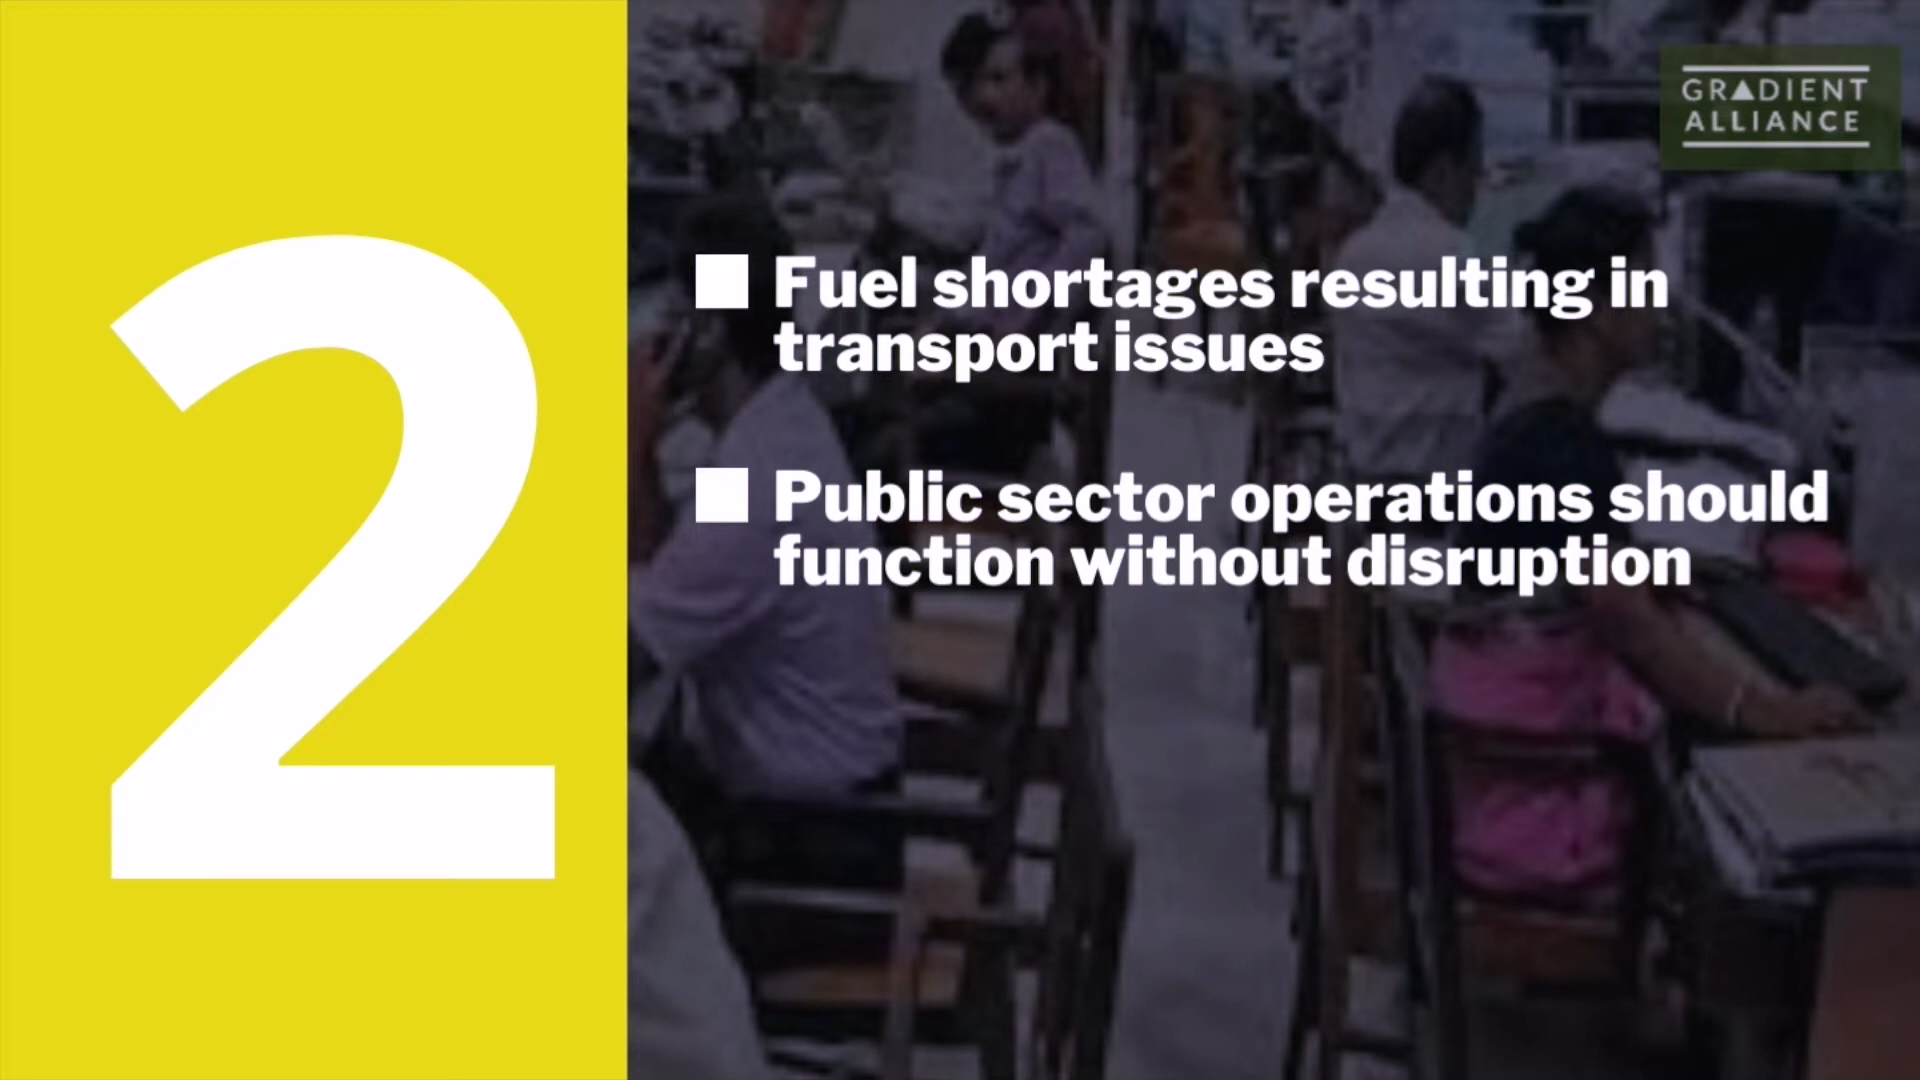 2
GRADIENT
ALLIANCE
Fuel shortages resulting in
transport issues
Public sector operations should
function without disruption